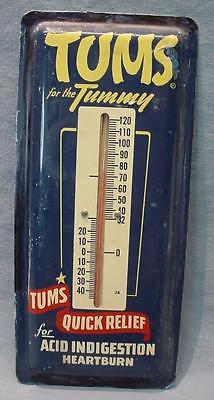 TUMS®
for the Tummy
120
110
100
90
80
70
60
50
40
32
20
10
0 0
10
20
30
40
TUMS
QUICK RELIEF
for
ACID INDIGESTION
HEARTBURN